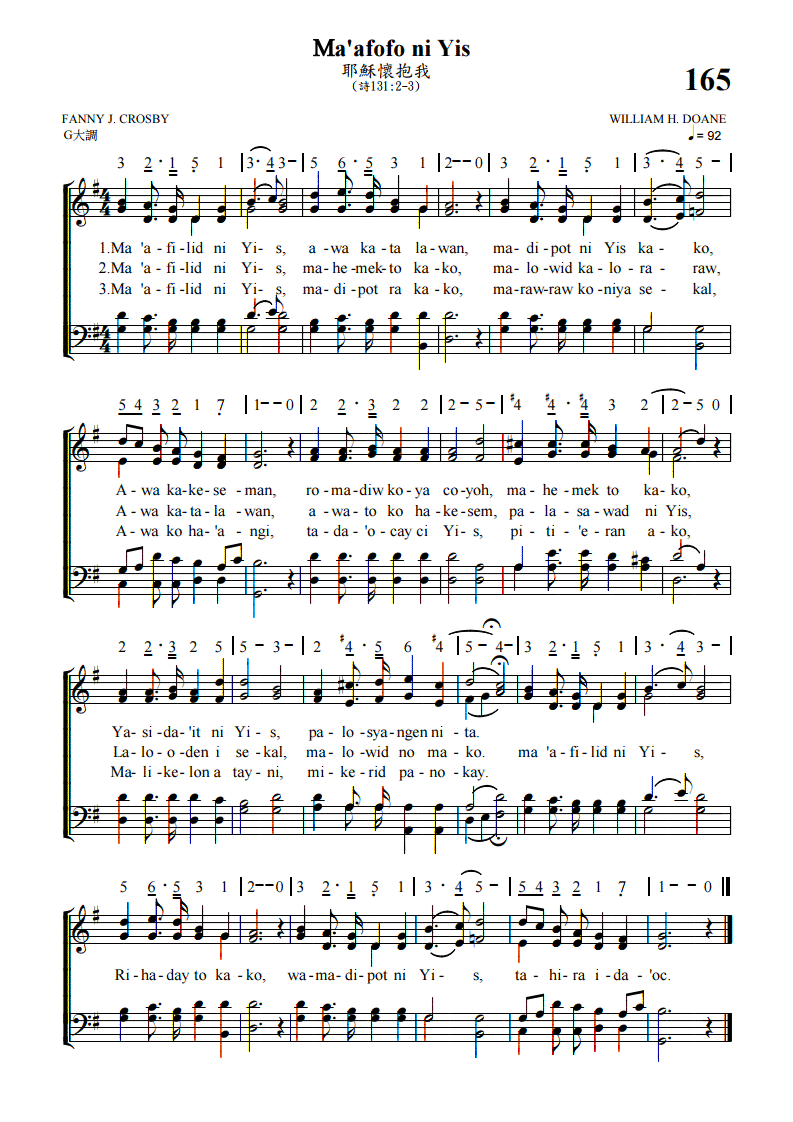 Ma'afofo ni Yis
耶穌懷抱我
(詩131:2-3)
165
FANNY J. CROSBY
WILLIAM H. DOANE
G大調
♩ = 92
3 2 · 1 5 1 | 3 · 4 3 – | 5 6 · 5 3 1 | 2 – – 0 | 3 2 · 1 5 1 | 3 · 4 5 – |
1.Ma 'a- fi- lid ni Yi- s, a- wa ka- ta la- wan, ma- di- pot ni Yis ka- ko,
2.Ma 'a- fi- lid ni Yi- s, ma- he- mek- to ka- ko, ma- lo- wid ka- lo- ra- raw,
3.Ma 'a- fi- lid ni Yi- s, ma- di- pot ra ka- ko, ma- raw- raw ko- niya se- kal,
5 4 3 2 1 7 | 1 – – 0 | 2 2 · 3 2 2 | 2 – 5 – | #4 #4 · #4 3 2 | 2 – 5 0 |
A- wa ka- ke- se- man, ro- ma- diw ko- ya co- yoh, ma- he- mek to ka- ko,
A- wa ka- ta- la- wan, a- wa- to ko ha- ke- sem, pa- la- sa- wad ni Yis,
A- wa ko ha- 'a- ngi, ta- da- 'o- cay ci Yis, pi- ti- 'e- ran a- ko,
2 2 · 3 2 5 | 5 – 3 – | 2 #4 · 5 6 #4 | 5 – 4 – | 3 2 · 1 5 1 | 3 · 4 3 – |
Ya- si- da- 'it ni Yi- s, pa- lo- syangen ni- ta.
La- lo- o- den i se- kal, ma- lo- wid no ma- ko. ma 'a- fi- lid ni Yi- s,
Ma- li- ke- lon a tay- ni, mi- ke- rid pa- no- kay.
5 6 · 5 3 1 | 2 – – 0 | 3 2 · 1 5 1 | 3 · 4 5 – | 5 4 3 2 1 7 | 1 – – 0 ||
Ri- ha- day to ka- ko, wa- ma- di- pot ni Yi- s, ta- hi- ra i- da- 'oc.